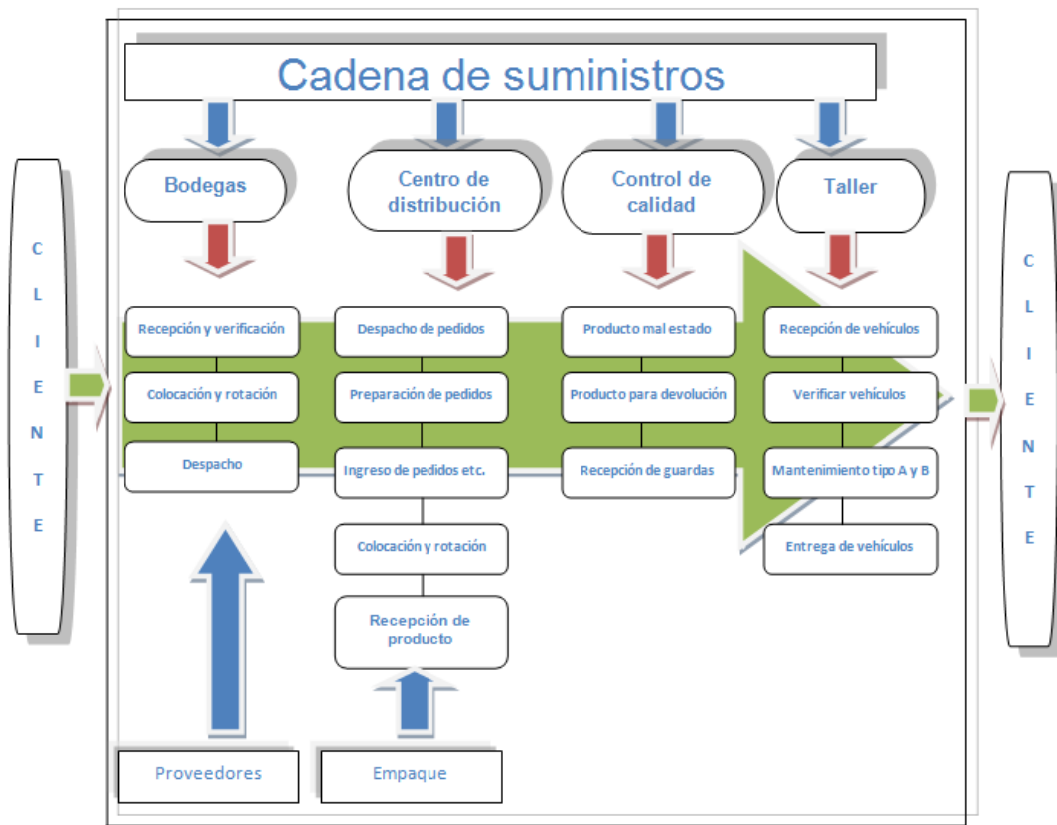 Cadena de suministros
CLIENTE
Bodegas
Centro de
distribución
Control de
calidad
Taller
CLIENTE
Recepción y verificación
Despacho de pedidos
Producto mal estado
Recepción de vehículos
Colocación y rotación
Preparación de pedidos
Producto para devolución
Verificar vehículos
Despacho
Ingreso de pedidos etc.
Recepción de guardas
Mantenimiento tipo A y B
Colocación y rotación
Entrega de vehículos
Recepción de
producto
Proveedores
Empaque